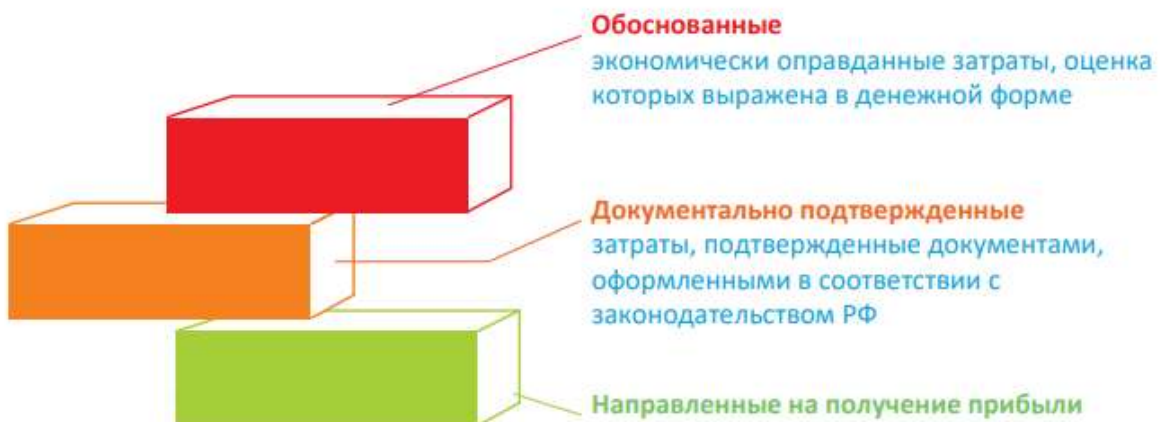 Обоснованные
экономически оправданные затраты, оценка
которых выражена в денежной форме
Документально подтвержденные
затраты, подтвержденные документами,
оформленными в соответствии с
законодательством РФ
Направленные на получение прибыли